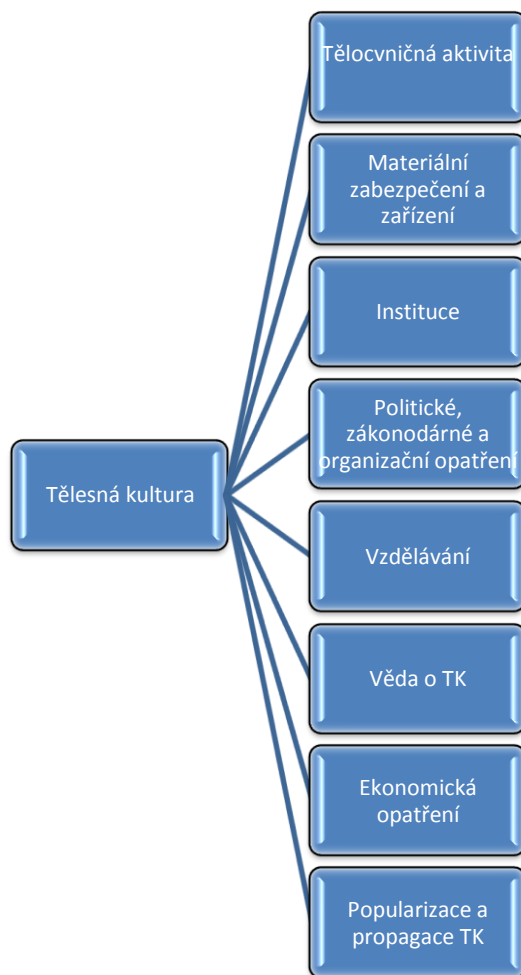 Tělocvničná aktivita
Materiální
zabezpečení a
zařízení
Instituce
Politické,
zákonodárné a
organizační opatření
Tělesná kultura
Vzdělávání
Věda o TK
Ekonomická
opatření
Popularizace a
propagace TK